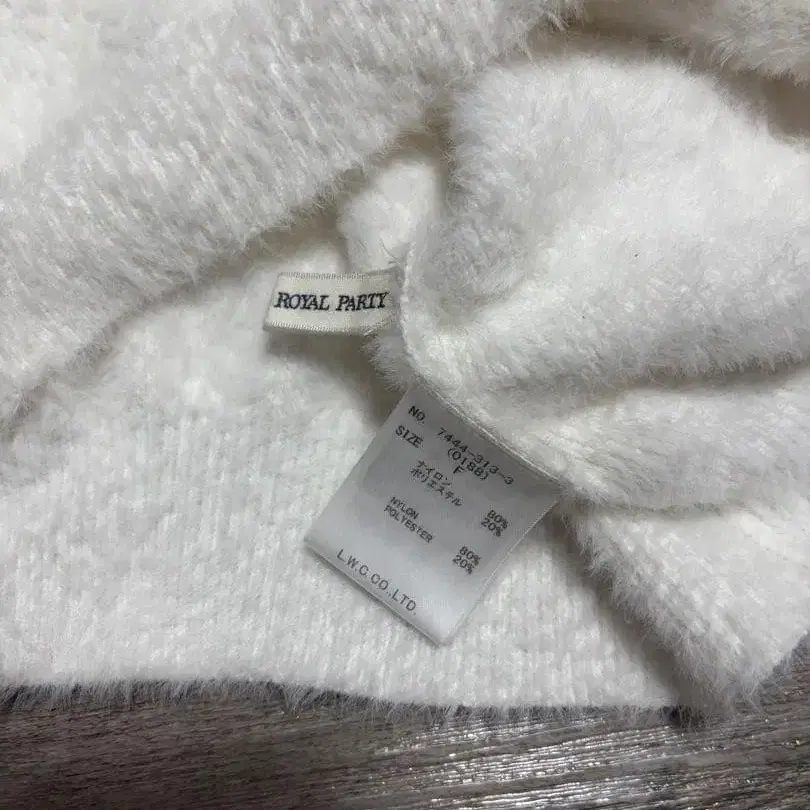 ROYAL PARTY
NO. 7444-313-3
(0188)
SIZE F
ナイロン 80%
ポリエステル 20%
NYLON 80%
POLYESTER 20%
L.W.C.CO.,LTD.